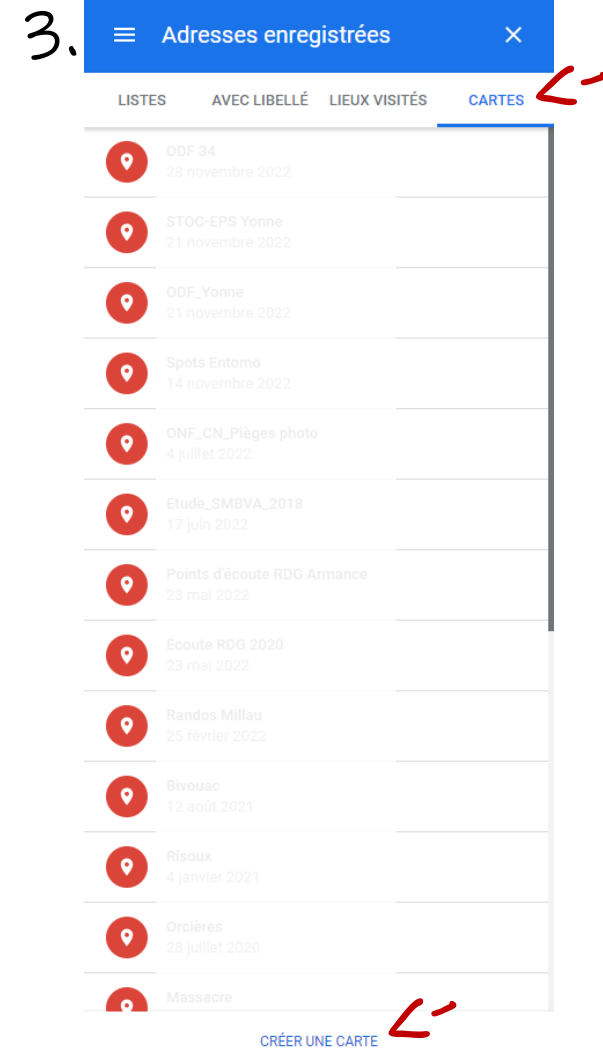 3.
Adresses enregistrées
LISTES AVEC LIBELLÉ LIEUX VISITÉS CARTES
ODF 34
28 novembre 2022
STOC-EPS Yonne
21 novembre 2022
ODF_Yonne
21 novembre 2022
Spots Entomo
14 novembre 2022
ONF_CN_Pièges photo
4 juillet 2022
Etude_SMBVA_2018
17 juin 2022
Points d'écoute RDG Armance
23 mai 2022
Ecoute RDG 2020
23 mai 2022
Randos Millau
25 février 2022
Bivouac
12 août 2021
Risoux
4 janvier 2021
Orcières
28 juillet 2020
Massacre
CRÉER UNE CARTE